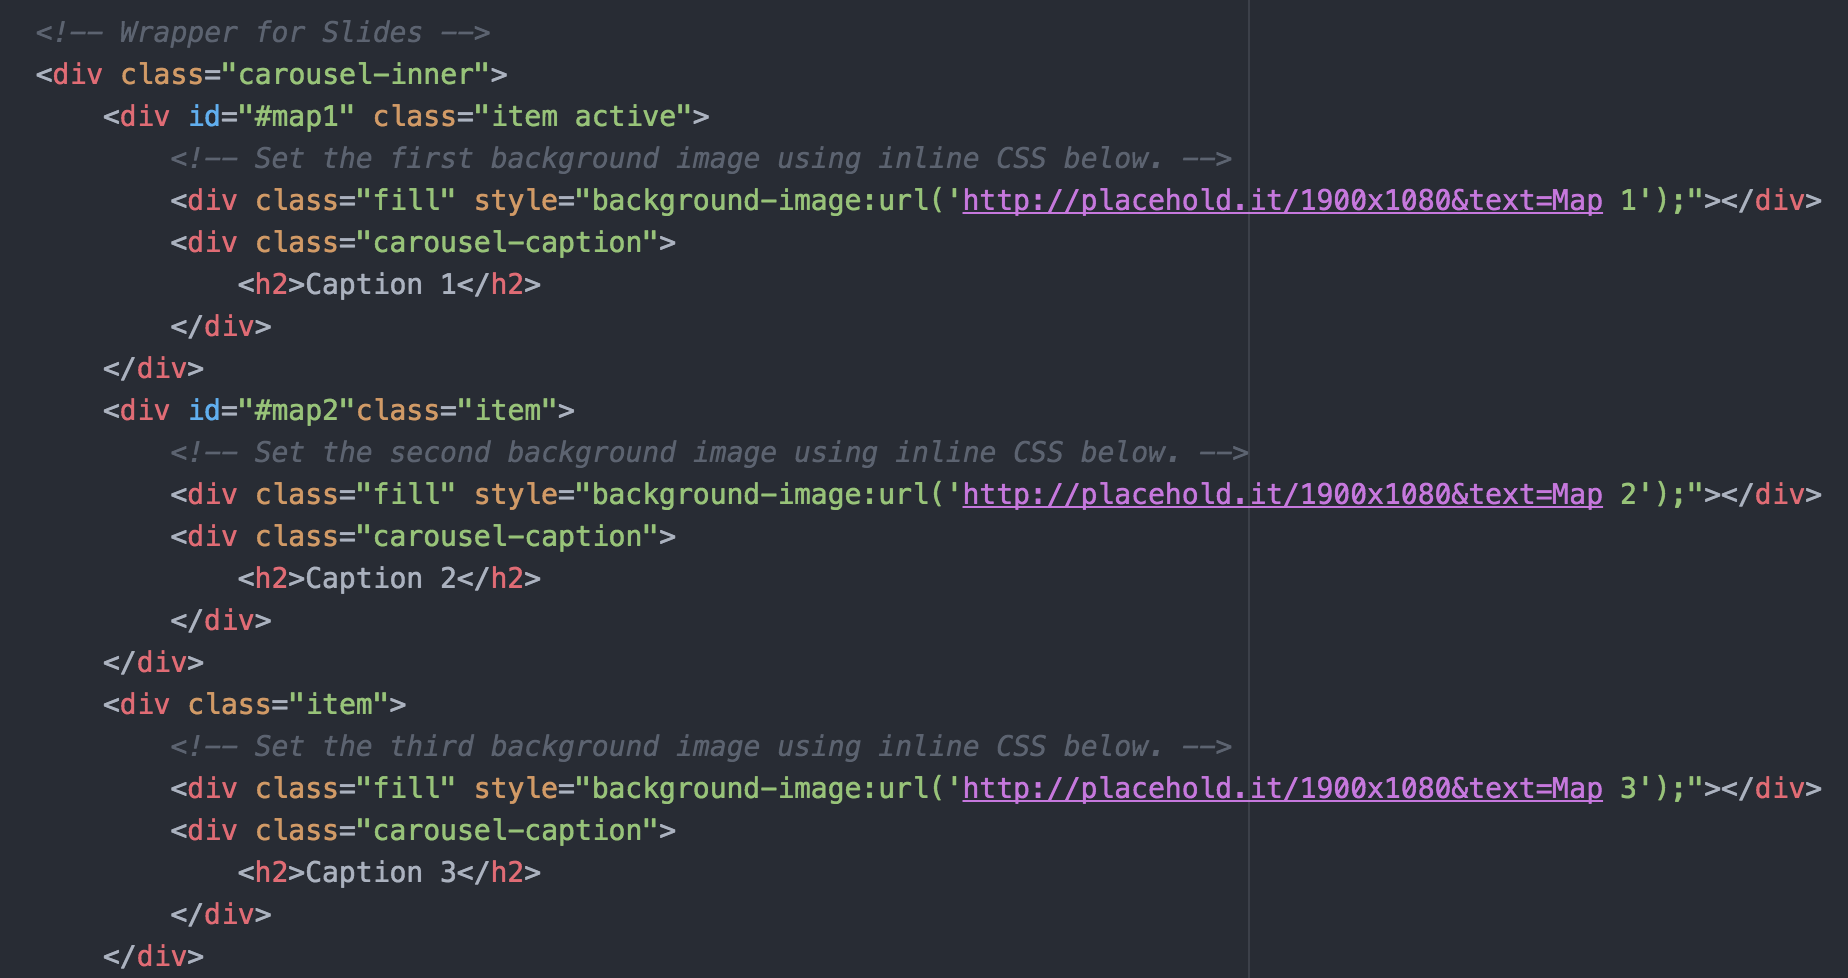 <!-- Wrapper for Slides -->
<div class="carousel-inner">
    <div id="#map1" class="item active">
        <!-- Set the first background image using inline CSS below. -->
        <div class="fill" style="background-image:url('http://placehold.it/1900x1080&text=Map 1');"></div>
        <div class="carousel-caption">
            <h2>Caption 1</h2>
        </div>
    </div>
    <div id="#map2"class="item">
        <!-- Set the second background image using inline CSS below. -->
        <div class="fill" style="background-image:url('http://placehold.it/1900x1080&text=Map 2');"></div>
        <div class="carousel-caption">
            <h2>Caption 2</h2>
        </div>
    </div>
    <div class="item">
        <!-- Set the third background image using inline CSS below. -->
        <div class="fill" style="background-image:url('http://placehold.it/1900x1080&text=Map 3');"></div>
        <div class="carousel-caption">
            <h2>Caption 3</h2>
        </div>
    </div>